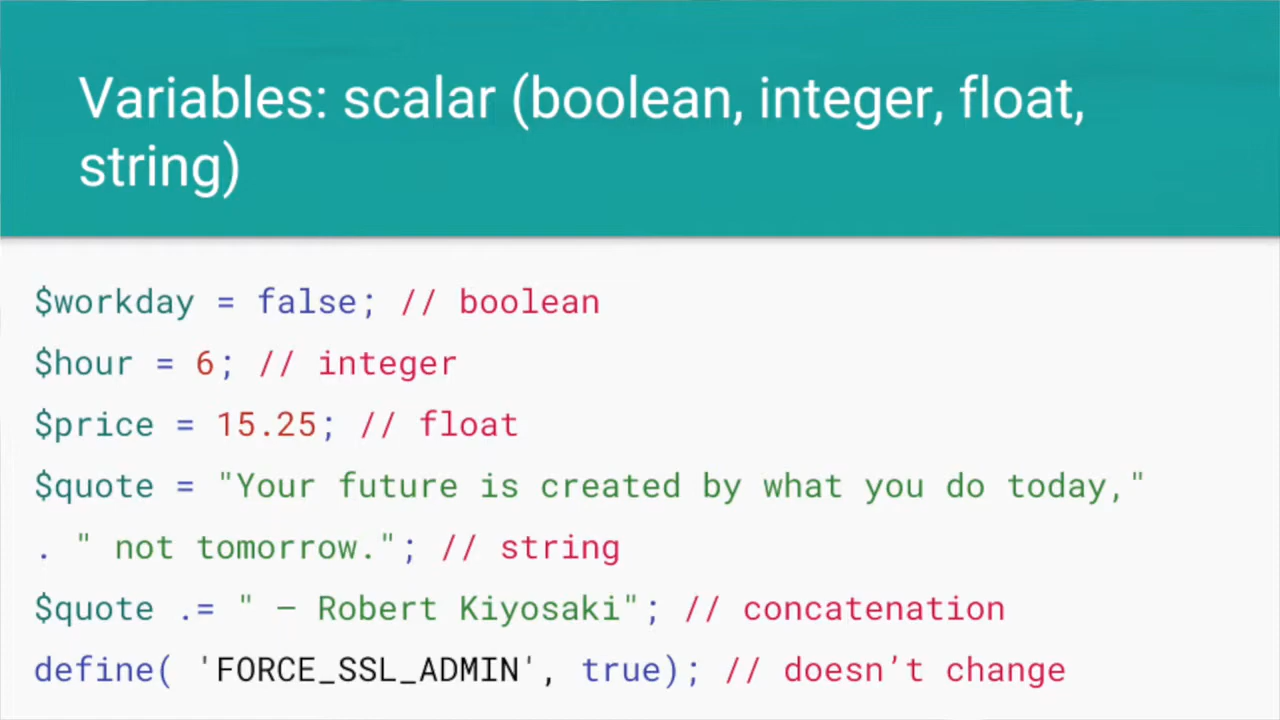 Variables: scalar (boolean, integer, float,
string)
$workday = false; // boolean
$hour = 6; // integer
$price = 15.25; // float
$quote = "Your future is created by what you do today,"
. " not tomorrow."; // string
$quote .= " – Robert Kiyosaki"; // concatenation
define( 'FORCE_SSL_ADMIN', true); // doesn’t change